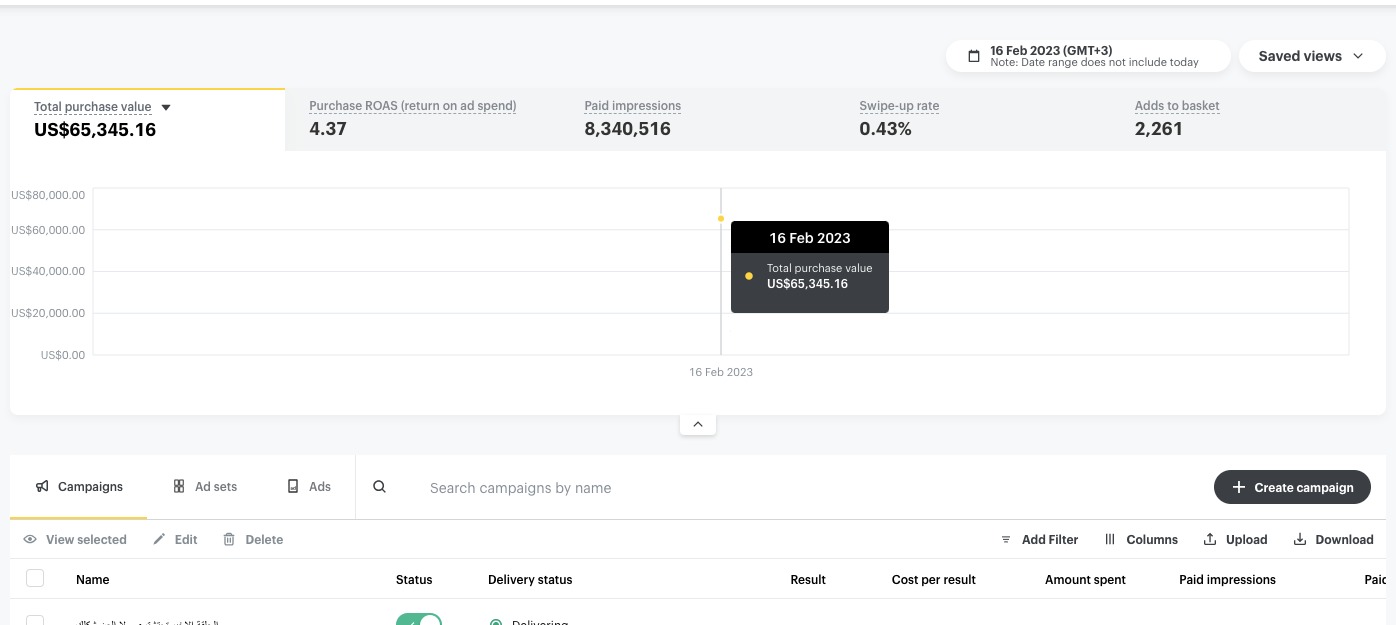 16 Feb 2023 (GMT+3)
Note: Date range does not include today
Saved views
Total purchase value
US$65,345.16
Purchase ROAS (return on ad spend)
4.37
Paid impressions
8,340,516
Swipe-up rate
0.43%
Adds to basket
2,261
US$80,000.00
US$60,000.00
US$40,000.00
US$20,000.00
US$0.00
16 Feb 2023
Total purchase value
US$65,345.16
16 Feb 2023
Campaigns
Ad sets
Ads
Search campaigns by name
Create campaign
View selected
Edit
Delete
Add Filter
Columns
Upload
Download
Name
Status
Delivery status
Result
Cost per result
Amount spent
Paid impressions
Paid
Delivering